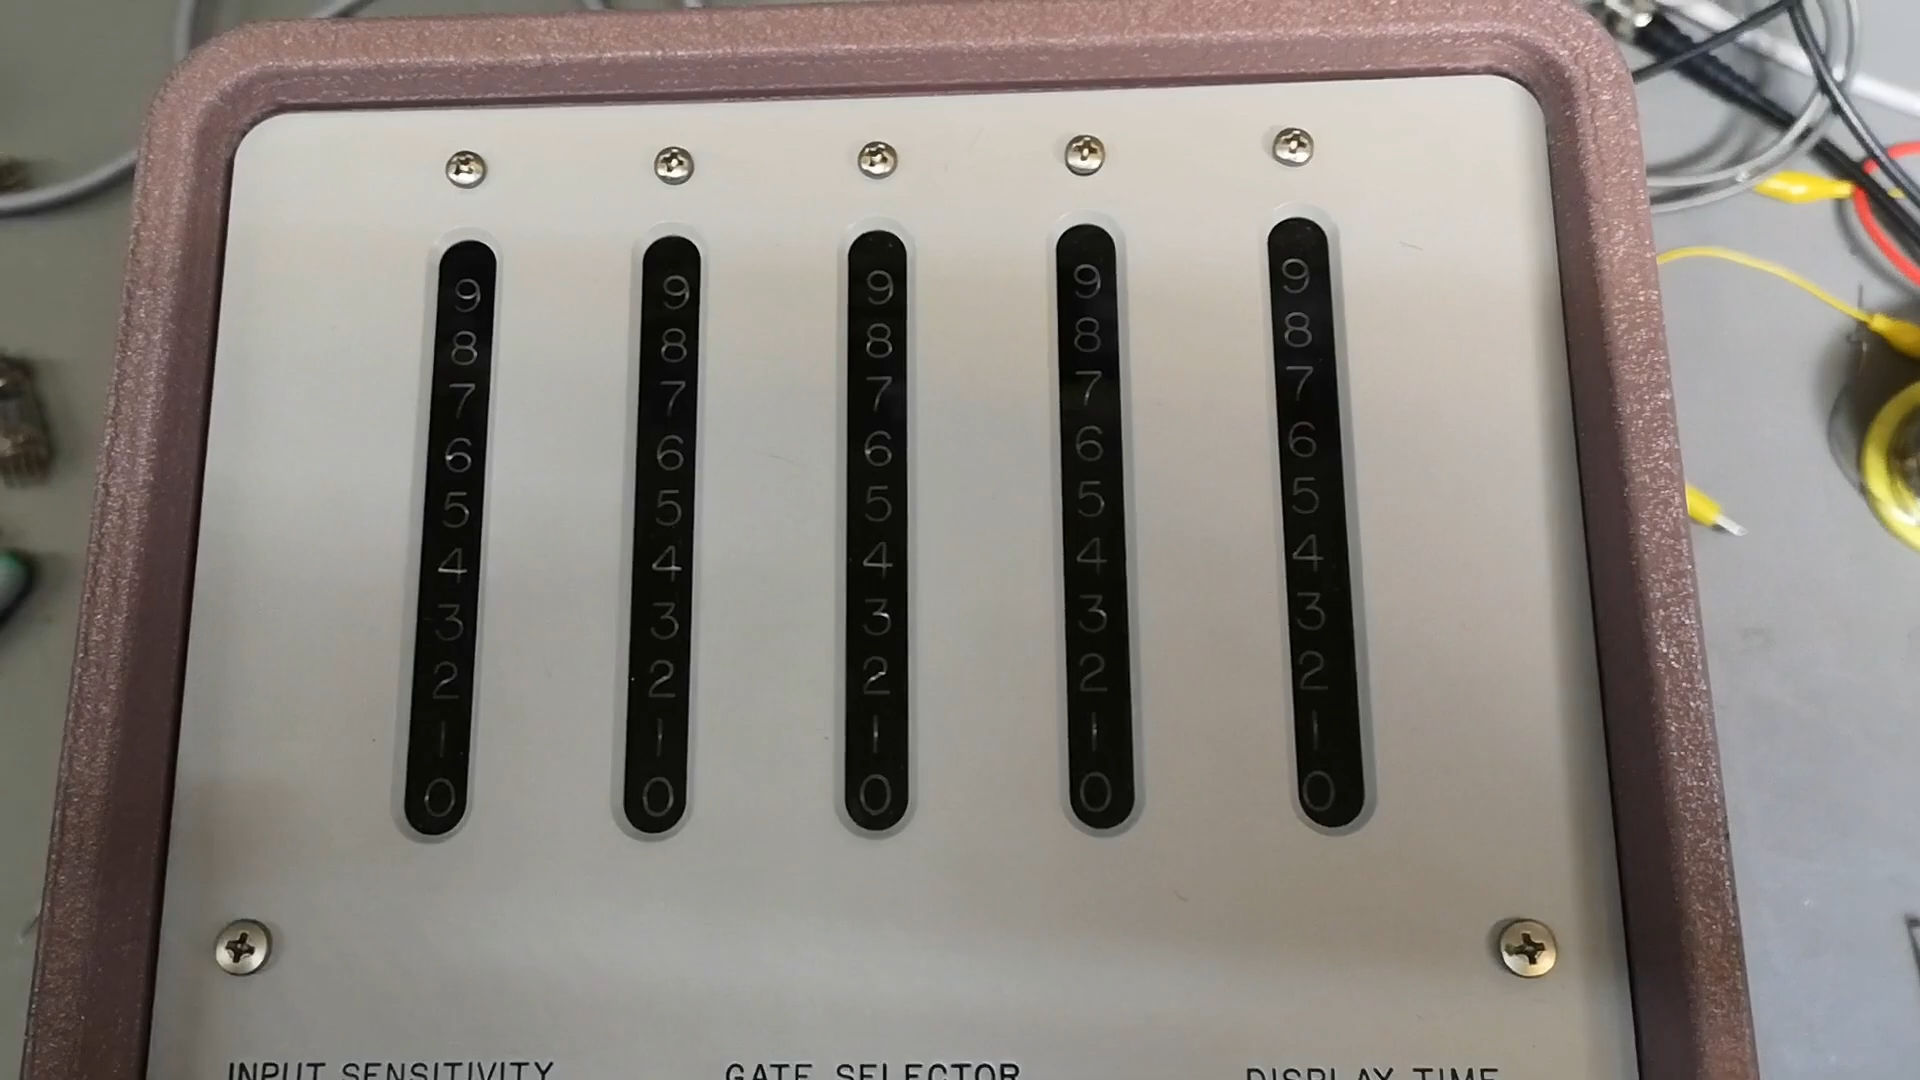 9 9 9 9 9
8 8 8 8 8
7 7 7 7 7
6 6 6 6 6
5 5 5 5 5
4 4 4 4 4
3 3 3 3 3
2 2 2 2 2
1 1 1 1 1
0 0 0 0 0
INPUT SENSITIVITY GATE SELECTOR DISPLAY TIME